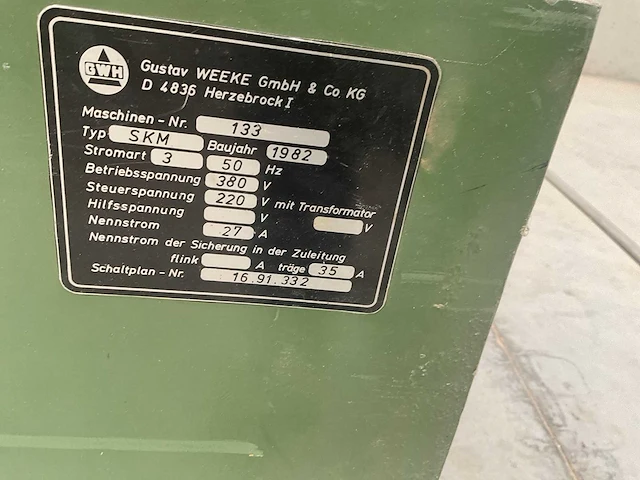 GWH
Gustav WEEKE GmbH & Co KG
D 4836 Herzebrock I
Maschinen - Nr. 133
Typ SKM Baujahr 1982
Stromart 3 50 Hz
Betriebsspannung 380 V
Steuerspannung 220 V mit Transformator
Hilfsspannung V V
Nennstrom 27 A
Nennstrom der Sicherung in der Zuleitung
flink A träge 35 A
Schaltplan - Nr. 16.91.332